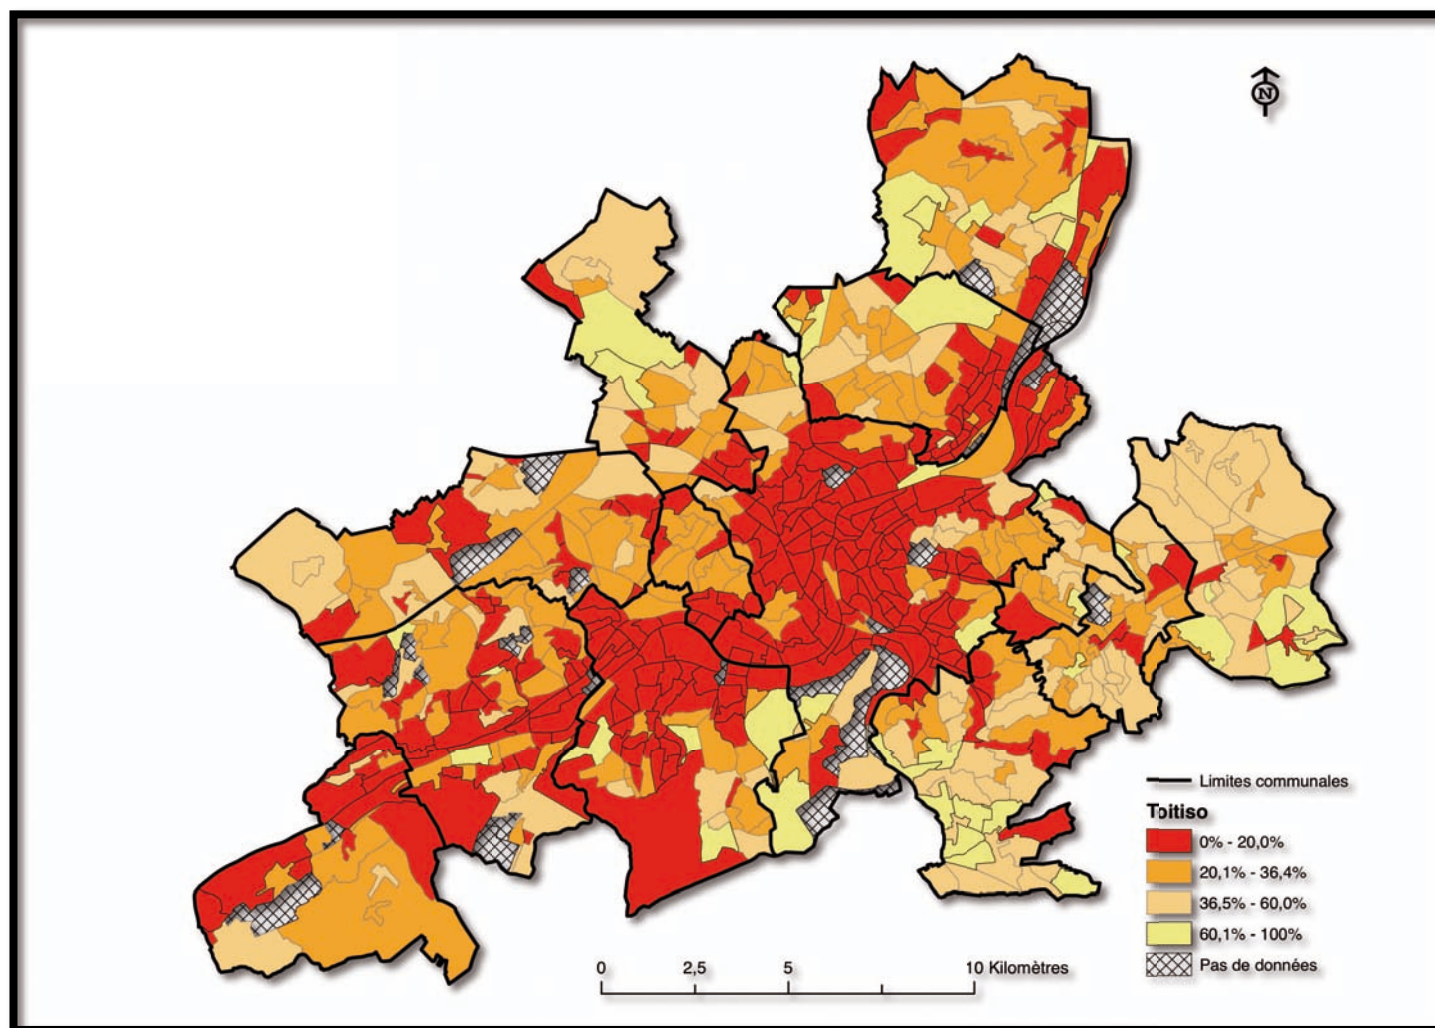 N
Limites communales
Toitiso
0% - 20,0%
20,1% - 36,4%
36,5% - 60,0%
60,1% - 100%
Pas de données
0 2,5 5 10 Kilomètres